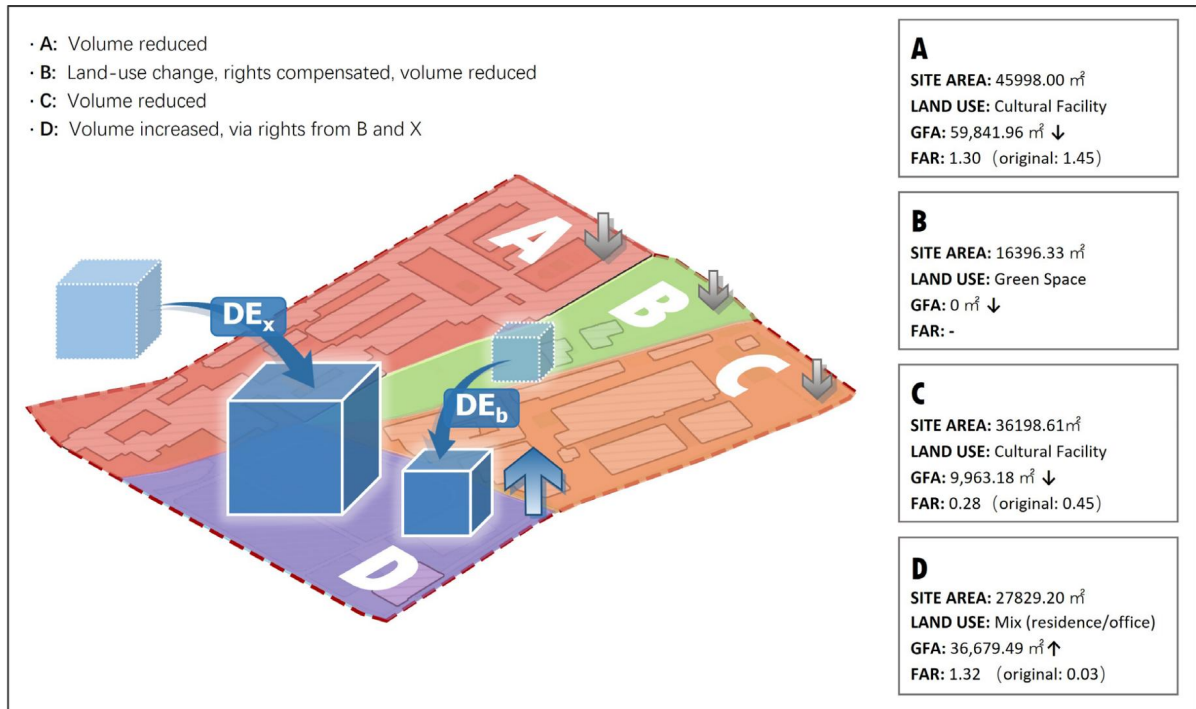 · A: Volume reduced
· B: Land-use change, rights compensated, volume reduced
· C: Volume reduced
· D: Volume increased, via rights from B and X
A
B
C
D
DEx
DEb
A
SITE AREA: 45998.00 ㎡
LAND USE: Cultural Facility
GFA: 59,841.96 ㎡ ↓
FAR: 1.30 （original: 1.45）
B
SITE AREA: 16396.33 ㎡
LAND USE: Green Space
GFA: 0 ㎡ ↓
FAR: -
C
SITE AREA: 36198.61㎡
LAND USE: Cultural Facility
GFA: 9,963.18 ㎡ ↓
FAR: 0.28 （original: 0.45）
D
SITE AREA: 27829.20 ㎡
LAND USE: Mix (residence/office)
GFA: 36,679.49 ㎡↑
FAR: 1.32 （original: 0.03）